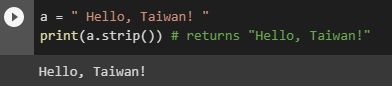 a = " Hello, Taiwan! "
print(a.strip()) # returns "Hello, Taiwan!"
Hello, Taiwan!